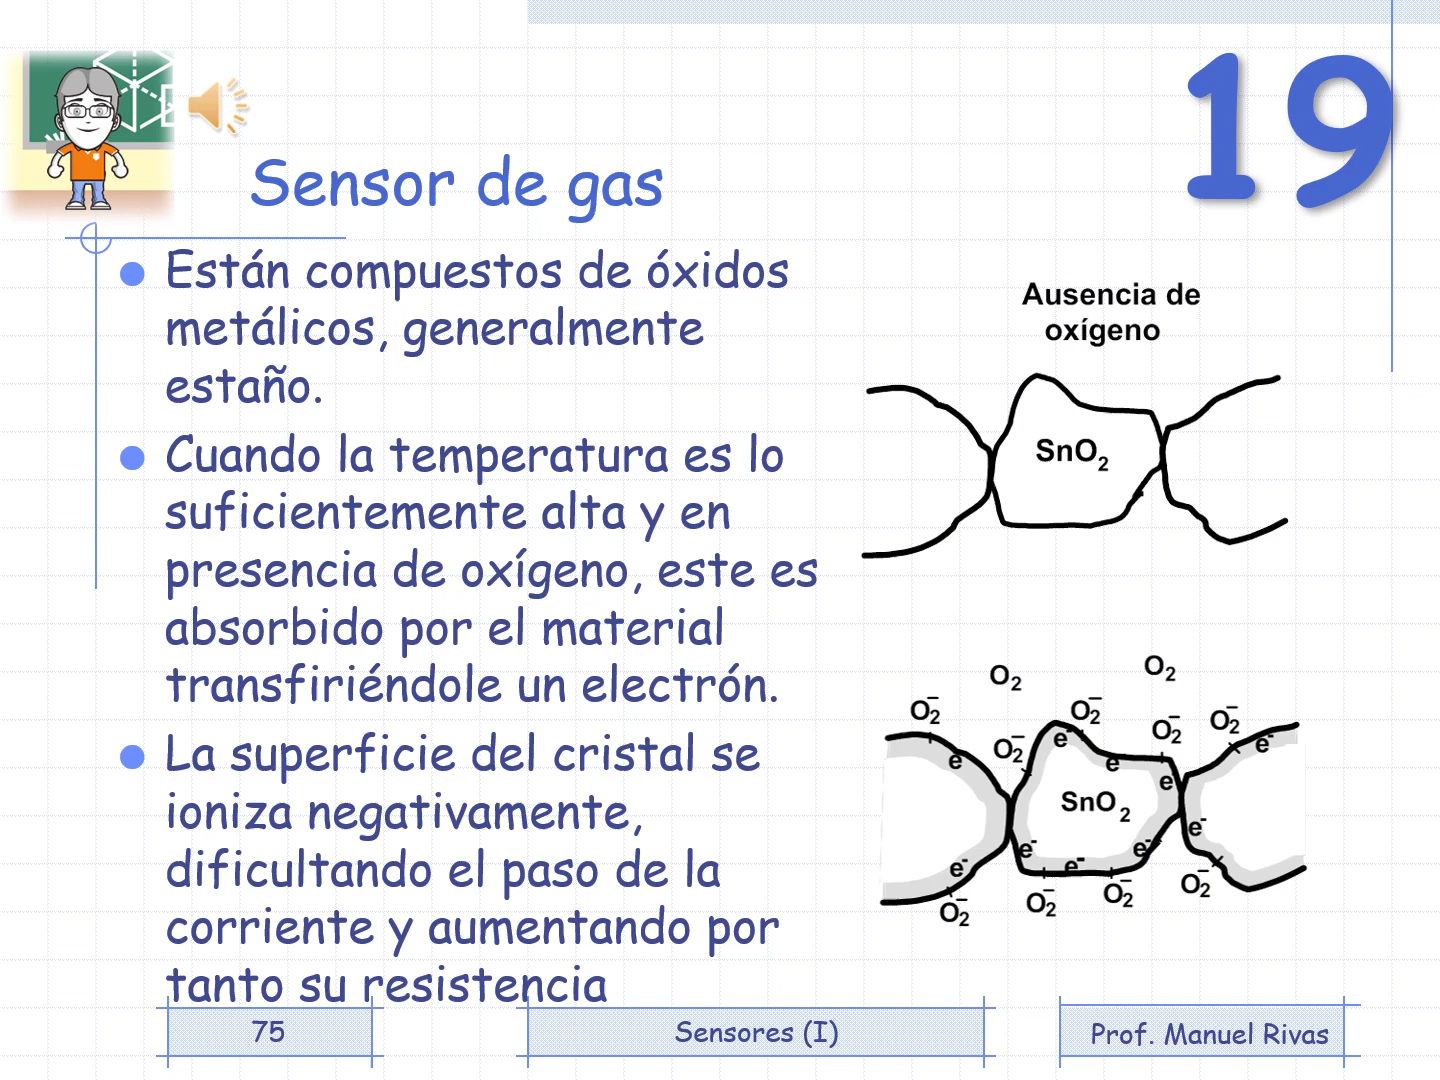 19
Sensor de gas
Están compuestos de óxidos
metálicos, generalmente
estaño.
Cuando la temperatura es lo
suficientemente alta y en
presencia de oxígeno, este es
absorbido por el material
transfiriéndole un electrón.
La superficie del cristal se
ioniza negativamente,
dificultando el paso de la
corriente y aumentando por
tanto su resistencia
Ausencia de
oxígeno
SnO₂
O₂
O₂
O₂⁻
O₂⁻
O₂⁻
O₂⁻
O₂⁻
e⁻
e
e⁻
e
e
SnO₂
e⁻
e⁻
e⁻
e⁻
e⁻
O₂⁻
O₂⁻
O₂⁻
O₂⁻
75
Sensores (I)
Prof. Manuel Rivas